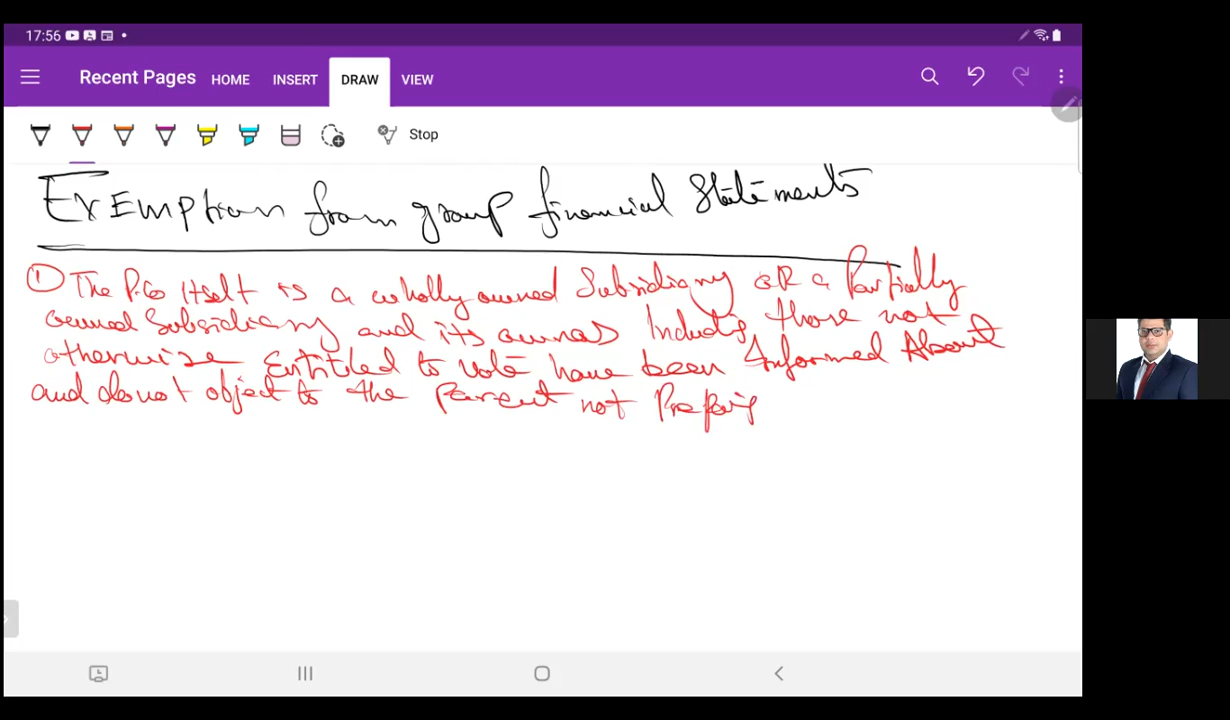 17:56
Recent Pages HOME INSERT DRAW VIEW
Stop
Exemption from group financial Statements
① The P.Co Itself is a wholly owned Subsidiary OR a Partially
owned Subsidiary and its owners Including those not
otherwise Entitled to vote have been Informed About
and donot object to the Parent not Preparing